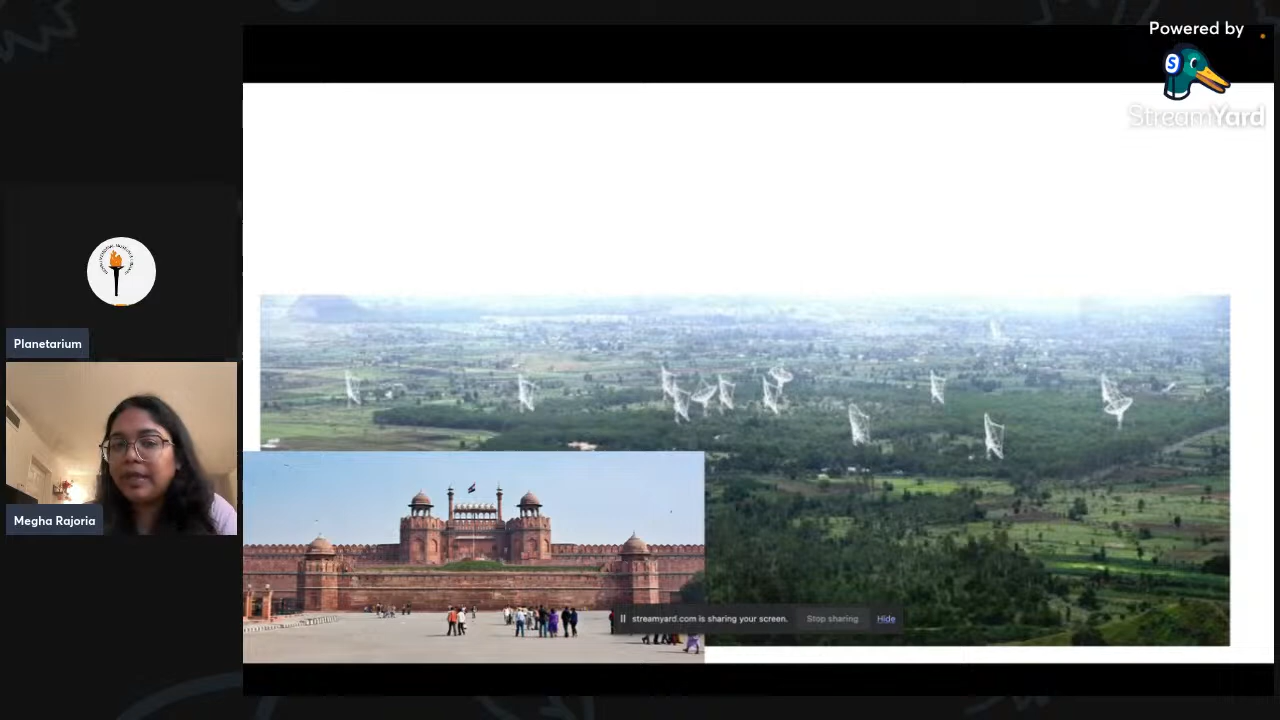 Powered by
S
StreamYard
Planetarium
Megha Rajoria
streamyard.com is sharing your screen. Stop sharing Hide